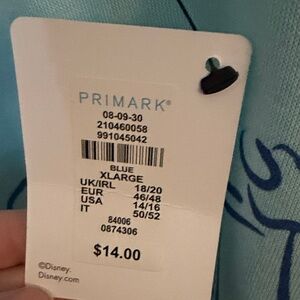 PRIMARK®
08-09-30
210460058
991045042
BLUE
XLARGE
UK/IRL 18/20
EUR 46/48
USA 14/16
IT 50/52
84006
0874306
$14.00
©Disney.
Disney.com